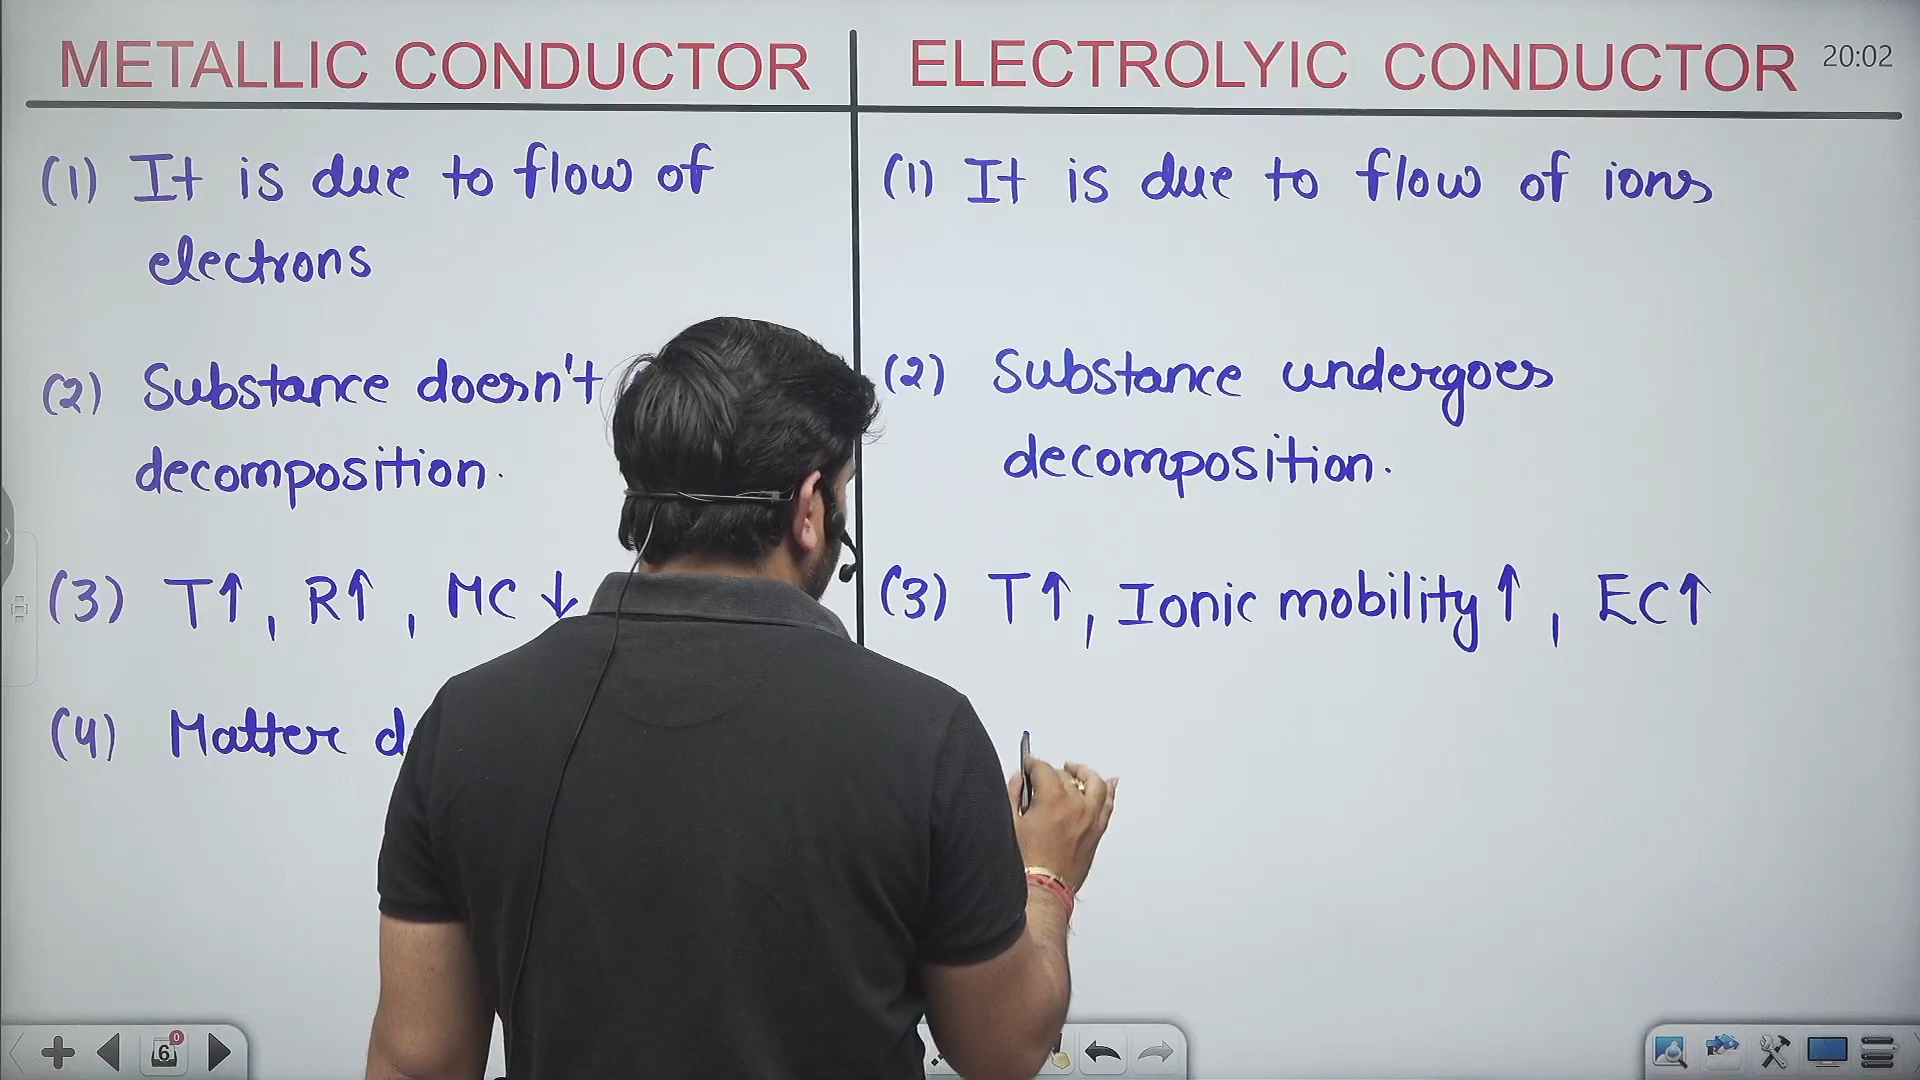 METALLIC CONDUCTOR
(1) It is due to flow of
electrons
(2) Substance doesn't
decomposition.
(3) T↑, R↑, MC ↓
(4) Matter
ELECTROLYIC CONDUCTOR
20:02
(1) It is due to flow of ions
(2) Substance undergoes
decomposition.
(3) T↑, Ionic mobility↑, EC↑
6
0